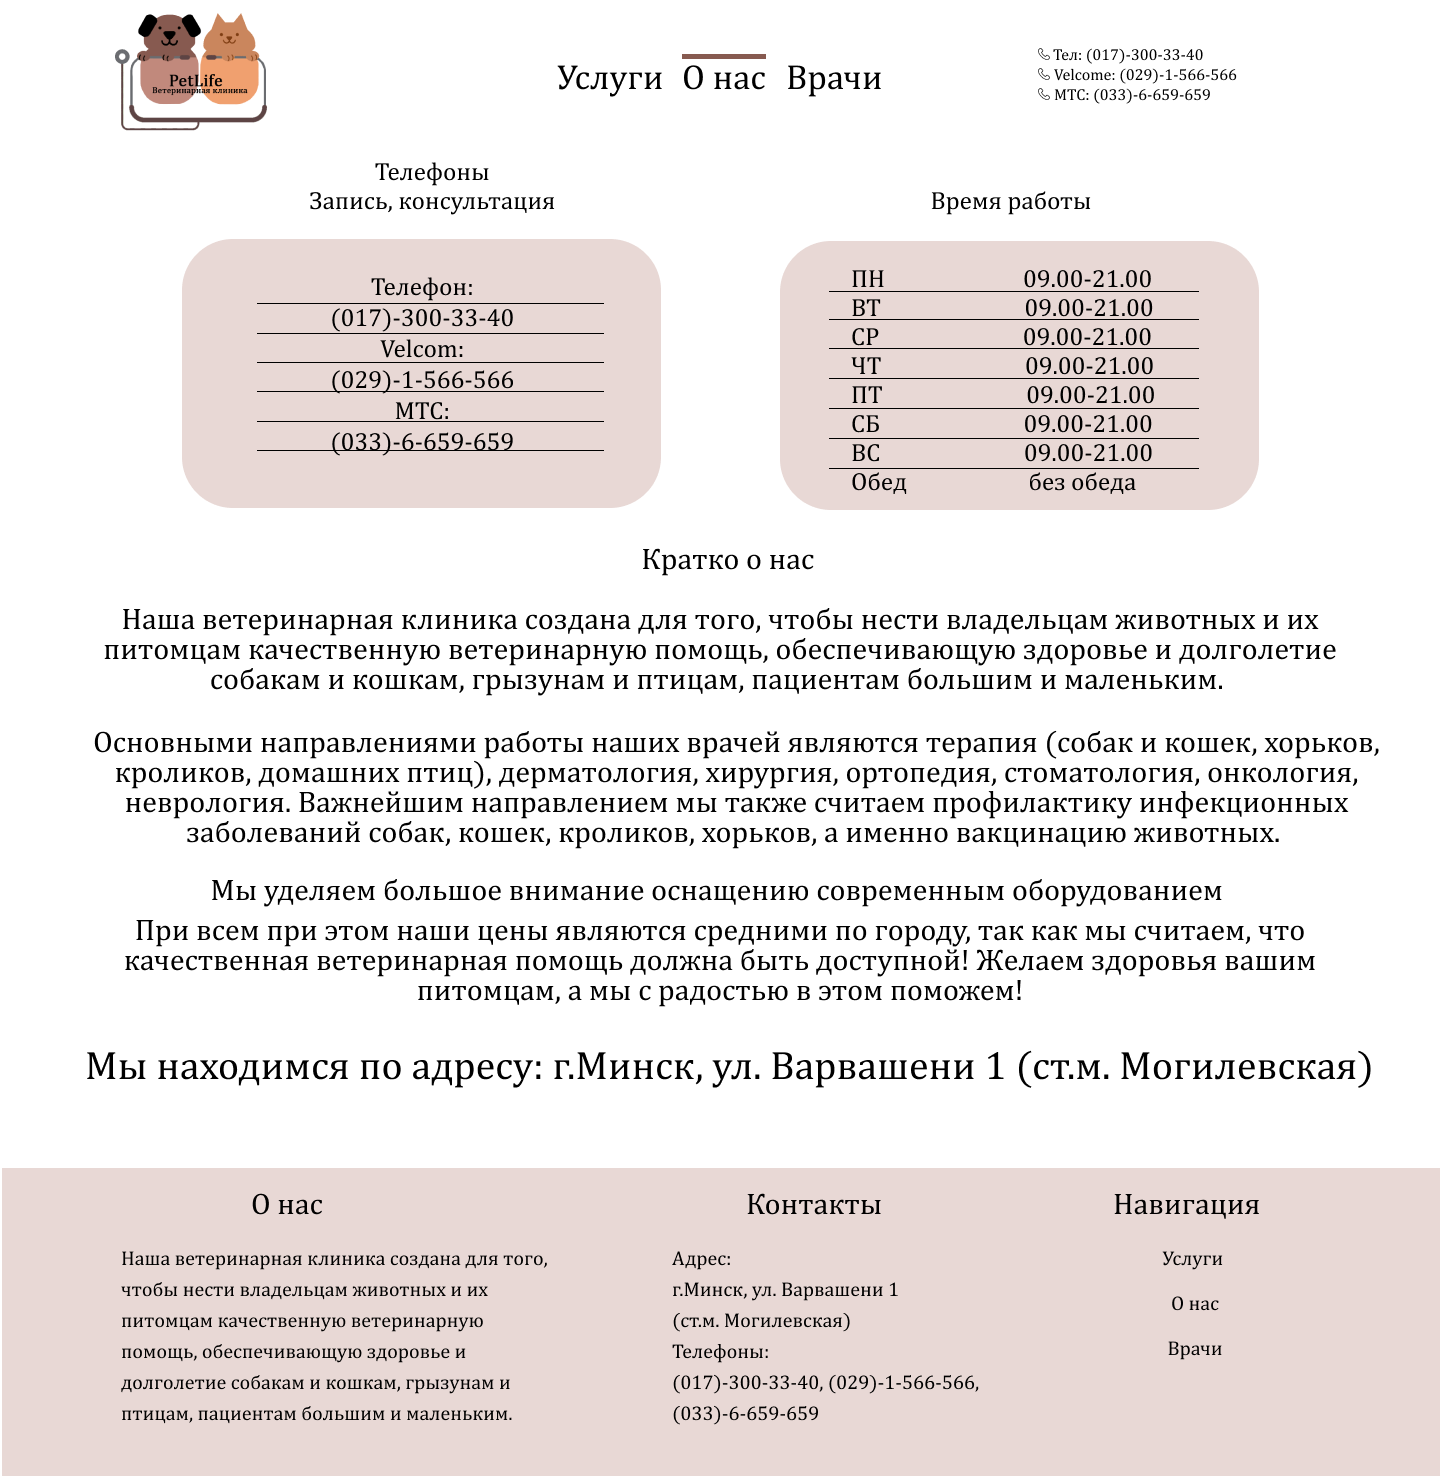 PetLife
Ветеринарная клиника
Услуги О нас Врачи
Тел: (017)-300-33-40
Velcome: (029)-1-566-566
МТС: (033)-6-659-659
Телефоны
Запись, консультация
Телефон:
(017)-300-33-40
Velcom:
(029)-1-566-566
МТС:
(033)-6-659-659
Время работы
ПН 09.00-21.00
ВТ 09.00-21.00
СР 09.00-21.00
ЧТ 09.00-21.00
ПТ 09.00-21.00
СБ 09.00-21.00
ВС 09.00-21.00
Обед без обеда
Кратко о нас
Наша ветеринарная клиника создана для того, чтобы нести владельцам животных и их
питомцам качественную ветеринарную помощь, обеспечивающую здоровье и долголетие
собакам и кошкам, грызунам и птицам, пациентам большим и маленьким.
Основными направлениями работы наших врачей являются терапия (собак и кошек, хорьков,
кроликов, домашних птиц), дерматология, хирургия, ортопедия, стоматология, онкология,
неврология. Важнейшим направлением мы также считаем профилактику инфекционных
заболеваний собак, кошек, кроликов, хорьков, а именно вакцинацию животных.
Мы уделяем большое внимание оснащению современным оборудованием
При всем при этом наши цены являются средними по городу, так как мы считаем, что
качественная ветеринарная помощь должна быть доступной! Желаем здоровья вашим
питомцам, а мы с радостью в этом поможем!
Мы находимся по адресу: г.Минск, ул. Варвашени 1 (ст.м. Могилевская)
О нас
Наша ветеринарная клиника создана для того,
чтобы нести владельцам животных и их
питомцам качественную ветеринарную
помощь, обеспечивающую здоровье и
долголетие собакам и кошкам, грызунам и
птицам, пациентам большим и маленьким.
Контакты
Адрес:
г.Минск, ул. Варвашени 1
(ст.м. Могилевская)
Телефоны:
(017)-300-33-40, (029)-1-566-566,
(033)-6-659-659
Навигация
Услуги
О нас
Врачи